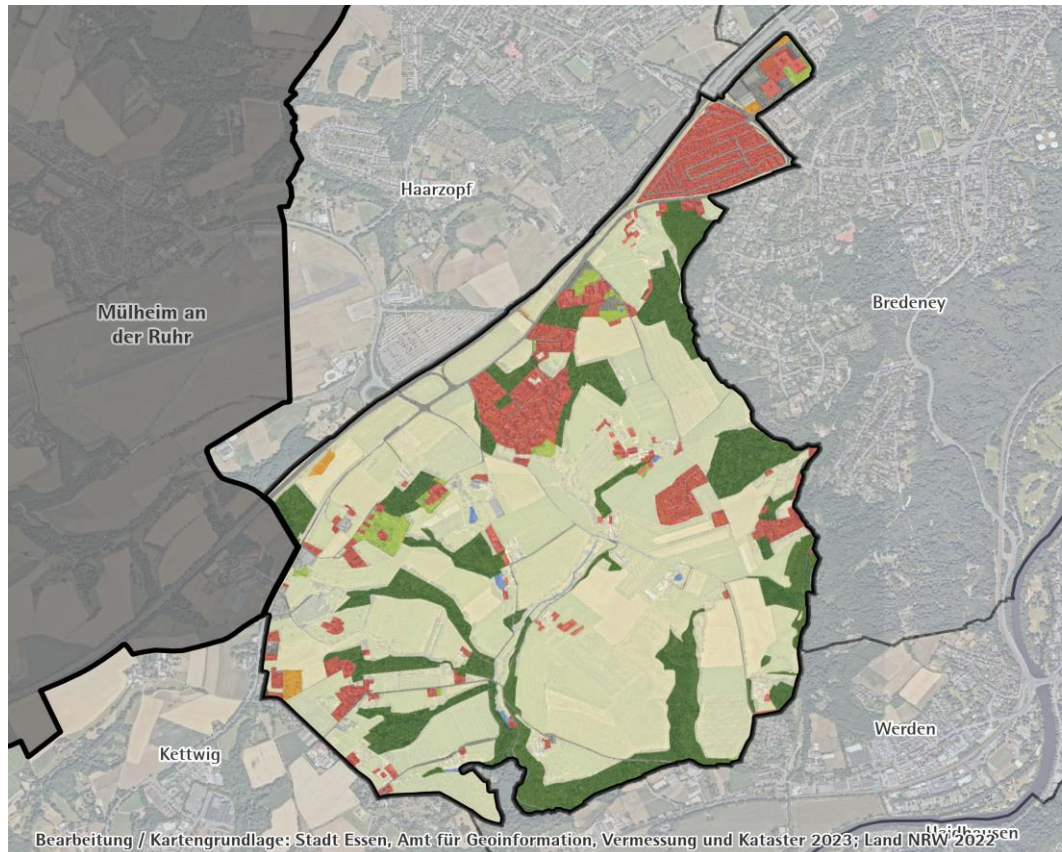 Haarzopf
Mülheim an
der Ruhr
Bredeney
Werden
Kettwig
Heidhausen
Bearbeitung / Kartengrundlage: Stadt Essen, Amt für Geoinformation, Vermessung und Kataster 2023; Land NRW 2022